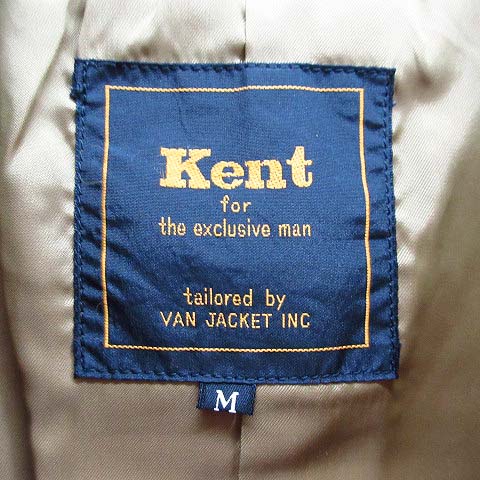 Kent
for
the exclusive man
tailored by
VAN JACKET INC
M